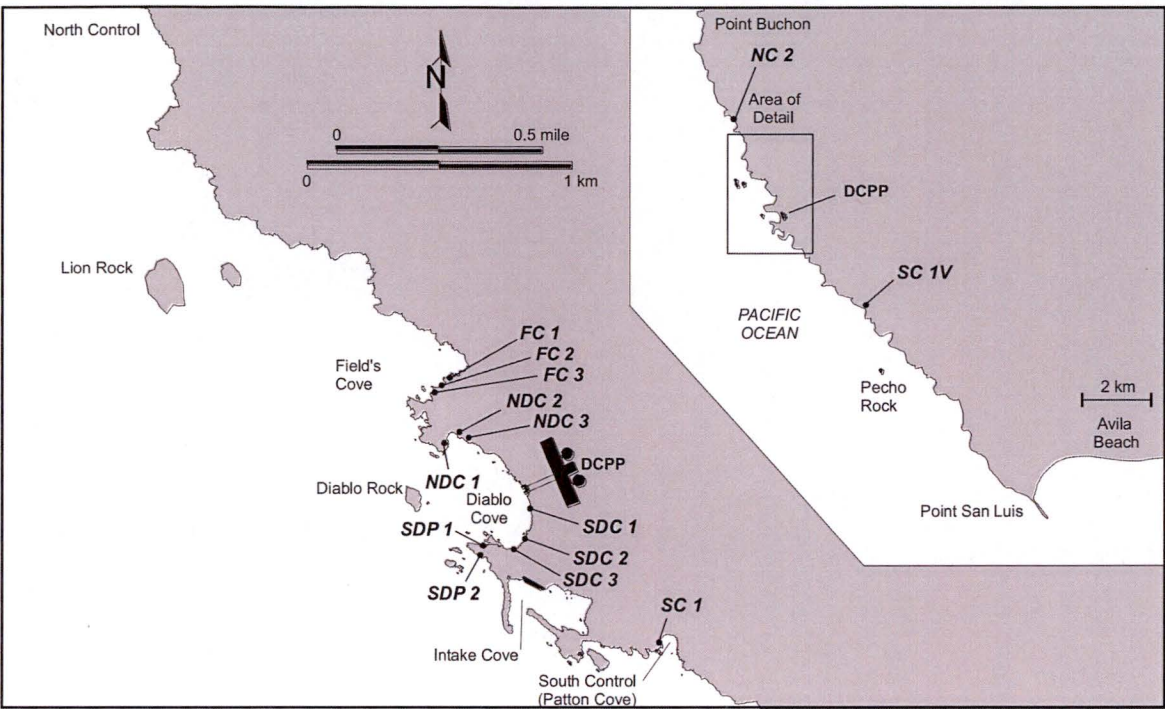 North Control
N
0 0.5 mile
0 1 km
Lion Rock
Field's
Cove
FC 1
FC 2
FC 3
NDC 2
NDC 3
NDC 1
DCPP
Diablo Rock
Diablo
Cove
SDP 1
SDP 2
SDC 1
SDC 2
SDC 3
SC 1
Intake Cove
South Control
(Patton Cove)
Point Buchon
NC 2
Area of
Detail
DCPP
SC 1V
PACIFIC
OCEAN
Pecho
Rock
2 km
Avila
Beach
Point San Luis